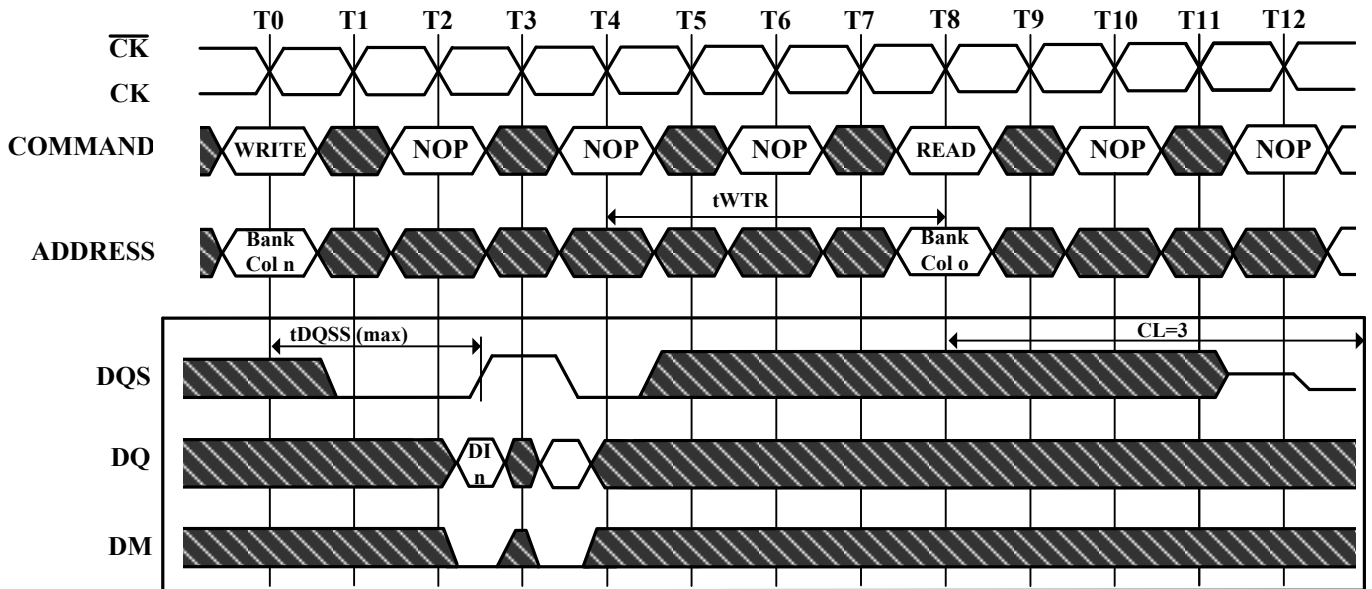 T0 T1 T2 T3 T4 T5 T6 T7 T8 T9 T10 T11 T12
CK
CK
COMMAND
WRITE NOP NOP NOP READ NOP NOP
tWTR
ADDRESS
Bank
Col n
Bank
Col o
tDQSS (max)
CL=3
DQS
DQ
DI
n
DM